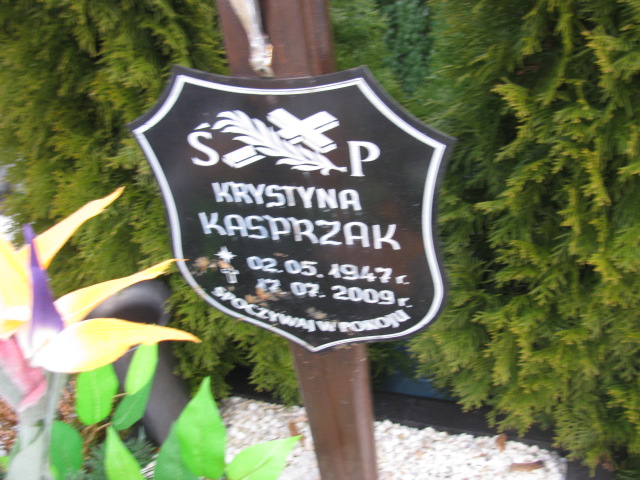 Ś P
KRYSTYNA
KASPRZAK
02.05.1947 r.
17.07.2009 r.
SPOCZYWAJ W POKOJU